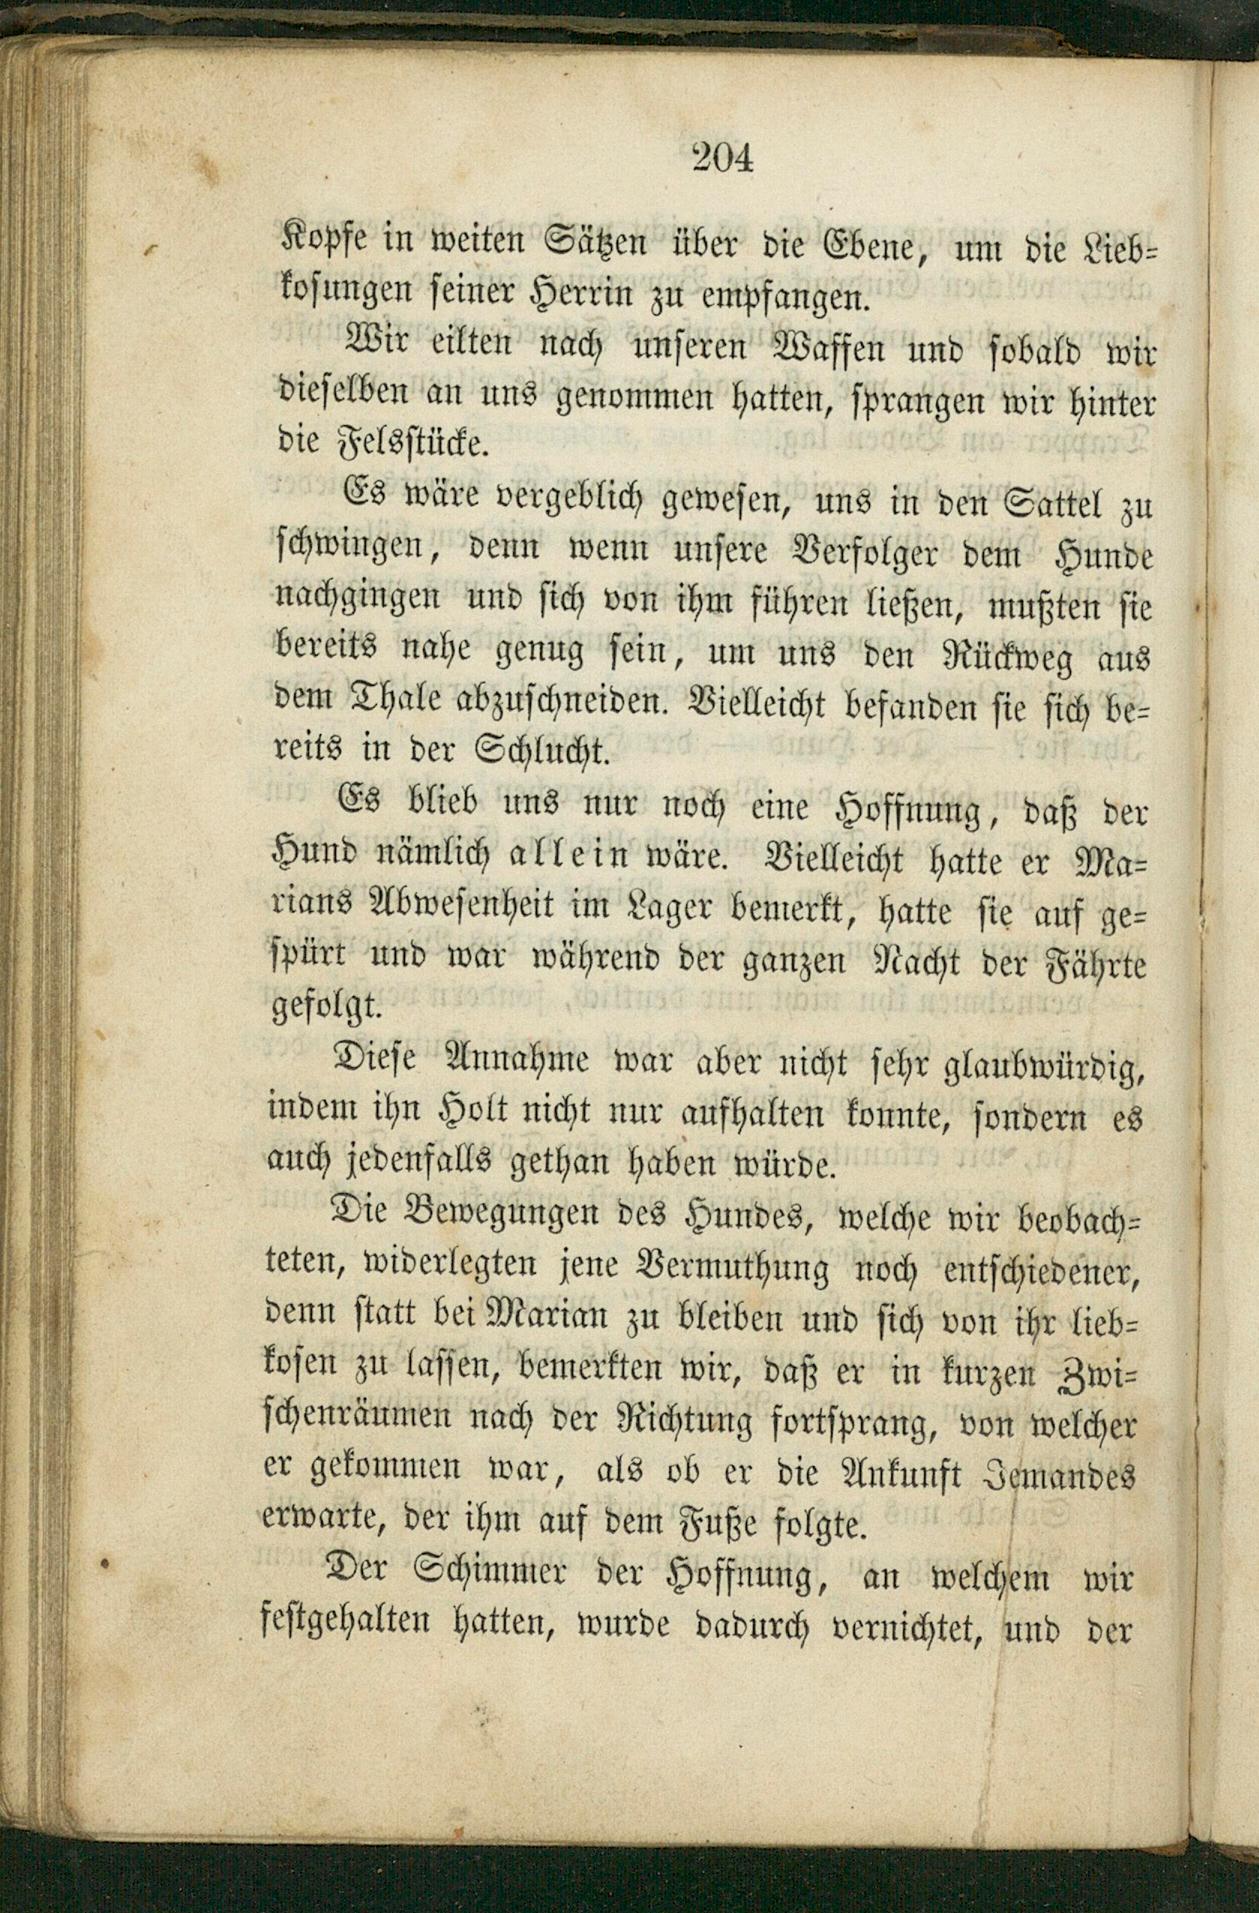 204
Kopfe in weiten Sätzen über die Ebene, um die Lieb-
kosungen seiner Herrin zu empfangen.
Wir eilten nach unseren Waffen und sobald wir
dieselben an uns genommen hatten, sprangen wir hinter
die Felsstücke.
Es wäre vergeblich gewesen, uns in den Sattel zu
schwingen, denn wenn unsere Verfolger dem Hunde
nachgingen und sich von ihm führen ließen, mußten sie
bereits nahe genug sein, um uns den Rückweg aus
dem Thale abzuschneiden. Vielleicht befanden sie sich be-
reits in der Schlucht.
Es blieb uns nur noch eine Hoffnung, daß der
Hund nämlich allein wäre. Vielleicht hatte er Ma-
rians Abwesenheit im Lager bemerkt, hatte sie auf ge-
spürt und war während der ganzen Nacht der Fährte
gefolgt.
Diese Annahme war aber nicht sehr glaubwürdig,
indem ihn Holt nicht nur aufhalten konnte, sondern es
auch jedenfalls gethan haben würde.
Die Bewegungen des Hundes, welche wir beobach-
teten, widerlegten jene Vermuthung noch entschiedener,
denn statt bei Marian zu bleiben und sich von ihr lieb-
kosen zu lassen, bemerkten wir, daß er in kurzen Zwi-
schenräumen nach der Richtung fortsprang, von welcher
er gekommen war, als ob er die Ankunft Jemandes
erwarte, der ihm auf dem Fuße folgte.
Der Schimmer der Hoffnung, an welchem wir
festgehalten hatten, wurde dadurch vernichtet, und der